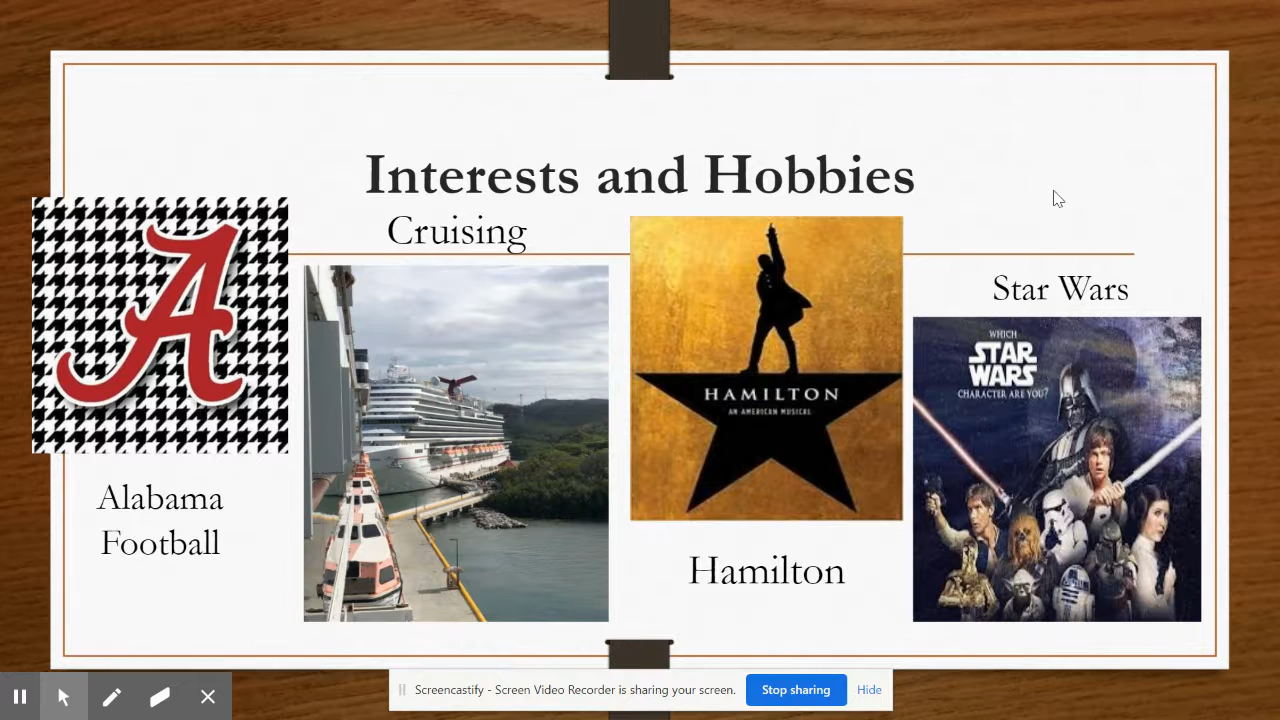 Interests and Hobbies
Cruising
A
Alabama
Football
HAMILTON
AN AMERICAN MUSICAL
Hamilton
Star Wars
WHICH
STAR
WARS
CHARACTER ARE YOU?
Screencastify - Screen Video Recorder is sharing your screen.
Stop sharing
Hide